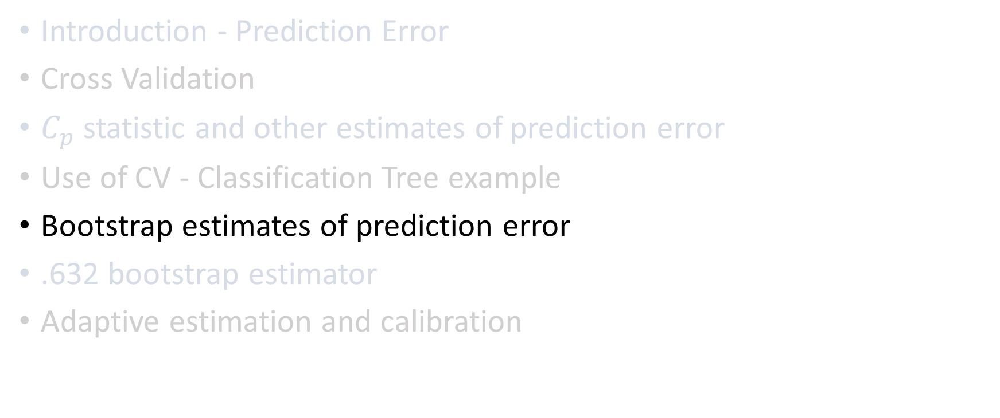 • Introduction - Prediction Error
• Cross Validation
• $C_p$ statistic and other estimates of prediction error
• Use of CV - Classification Tree example
• Bootstrap estimates of prediction error
• .632 bootstrap estimator
• Adaptive estimation and calibration